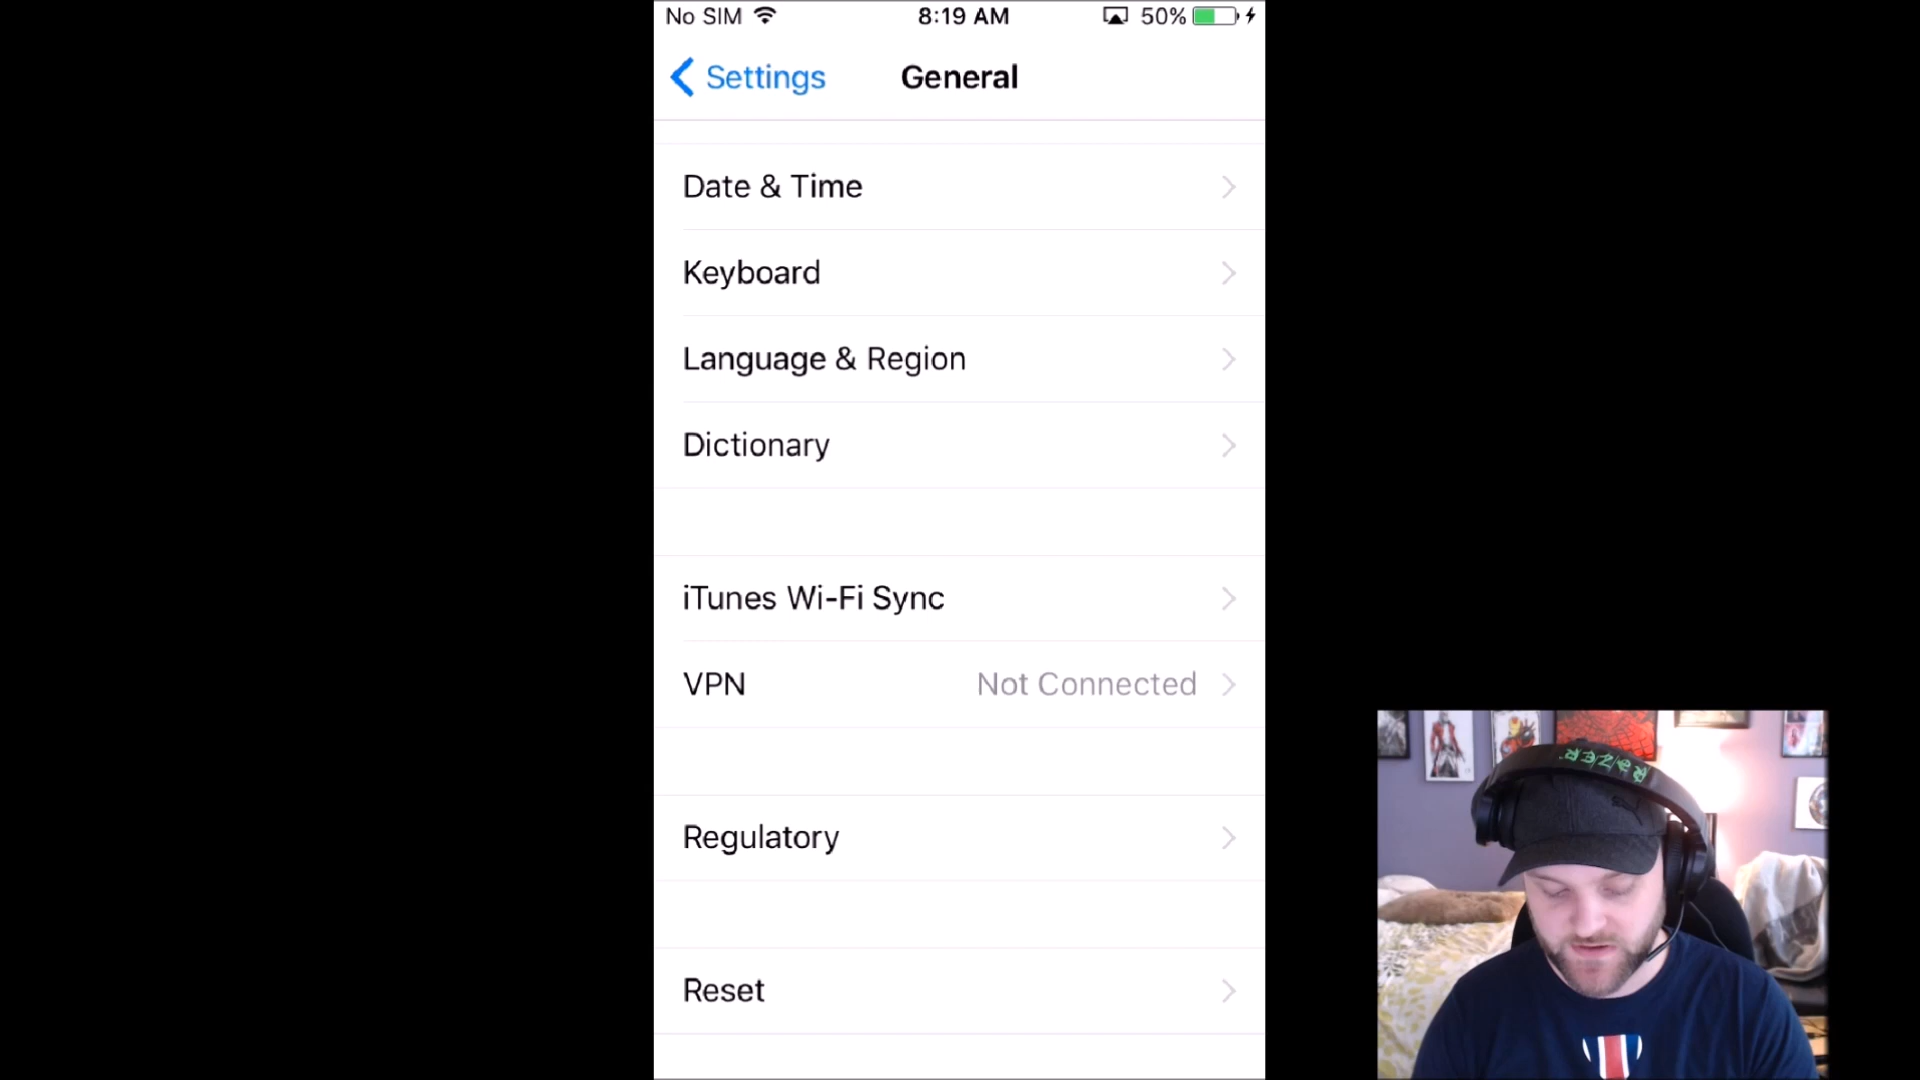 No SIM 8:19 AM 50%
Settings General
Date & Time
Keyboard
Language & Region
Dictionary
iTunes Wi-Fi Sync
VPN Not Connected
Regulatory
Reset
RAZER